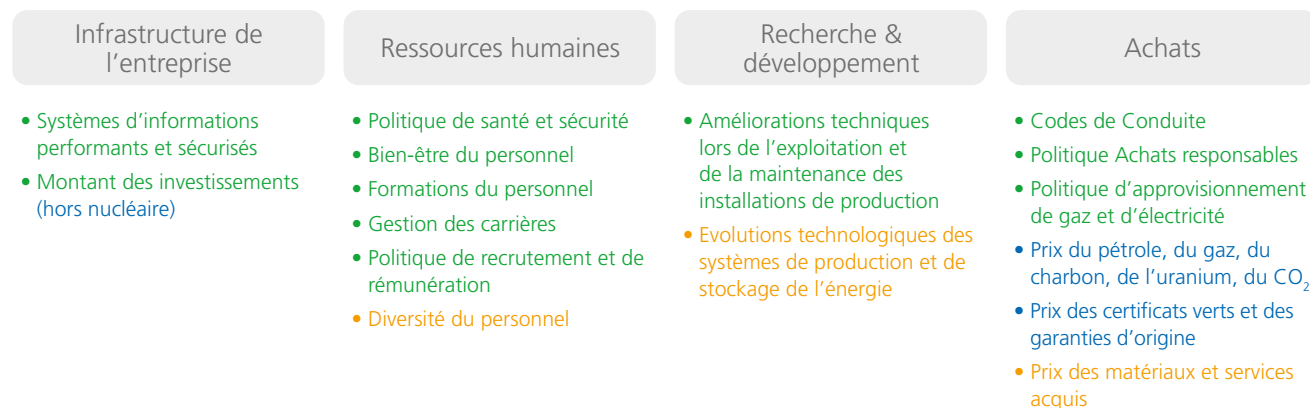 Infrastructure de
l'entreprise
• Systèmes d'informations
performants et sécurisés
• Montant des investissements
(hors nucléaire)
Ressources humaines
• Politique de santé et sécurité
• Bien-être du personnel
• Formations du personnel
• Gestion des carrières
• Politique de recrutement et de
rémunération
• Diversité du personnel
Recherche &
développement
• Améliorations techniques
lors de l'exploitation et
de la maintenance des
installations de production
• Evolutions technologiques des
systèmes de production et de
stockage de l'énergie
Achats
• Codes de Conduite
• Politique Achats responsables
• Politique d'approvisionnement
de gaz et d'électricité
• Prix du pétrole, du gaz, du
charbon, de l'uranium, du CO₂
• Prix des certificats verts et des
garanties d'origine
• Prix des matériaux et services
acquis